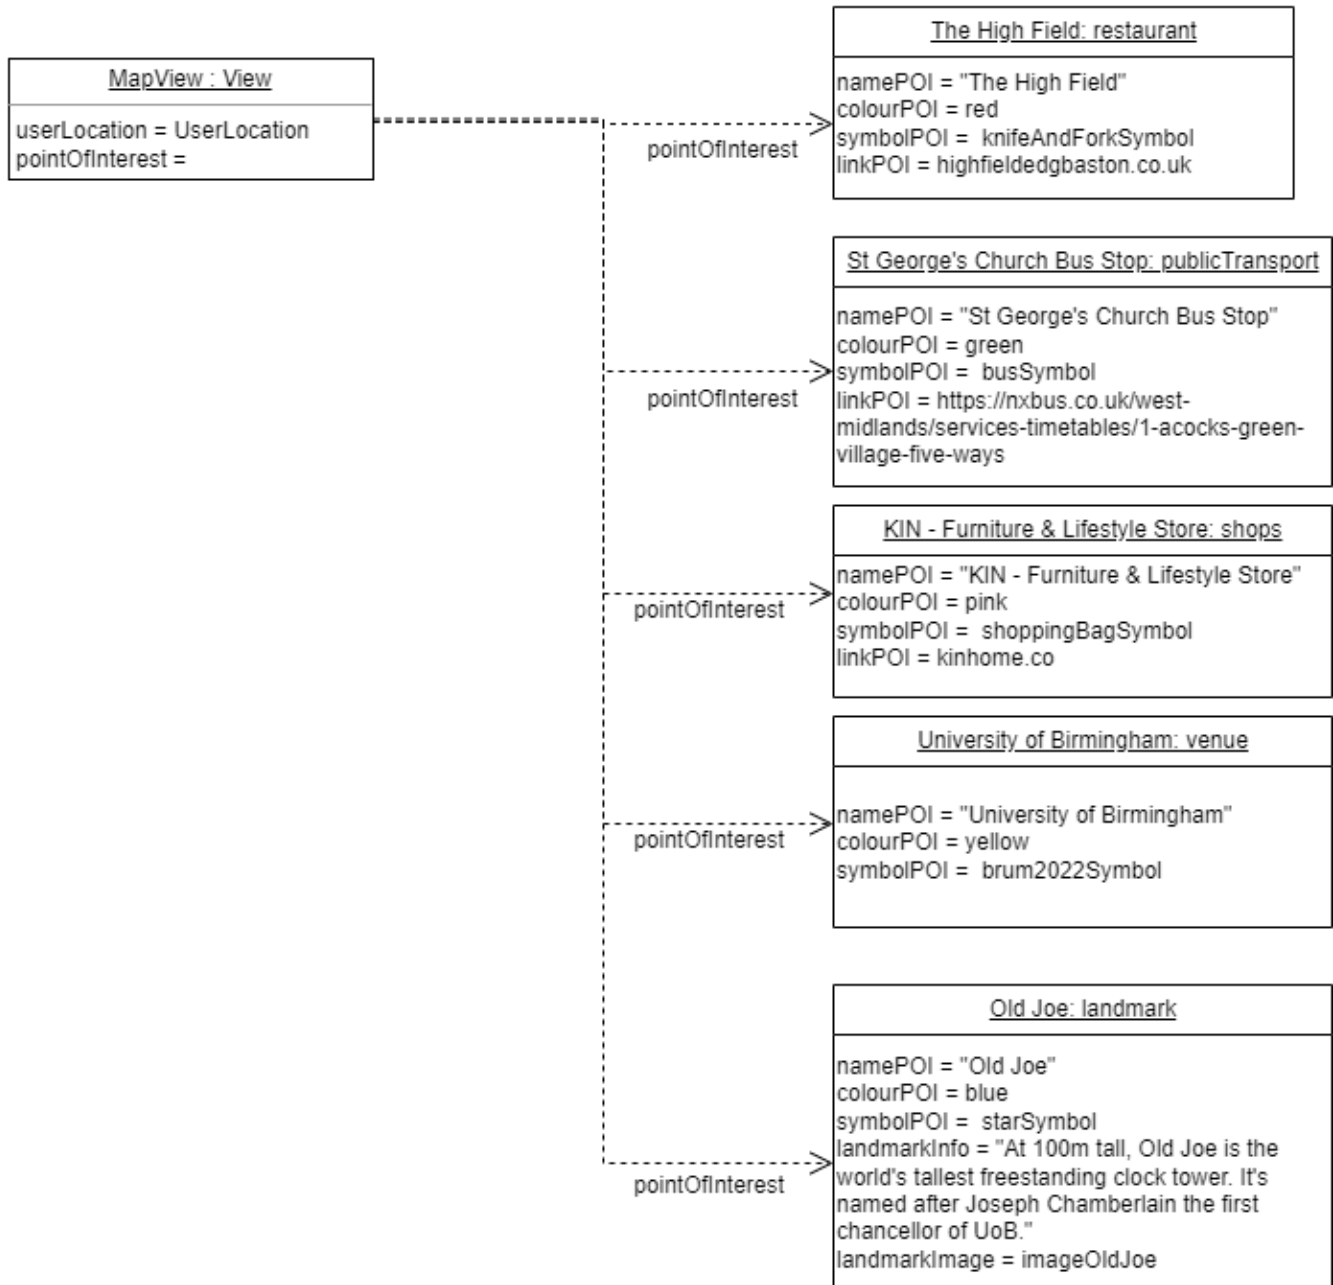 MapView : View
userLocation = UserLocation
pointOfInterest =
pointOfInterest
The High Field: restaurant
namePOI = "The High Field"
colourPOI = red
symbolPOI =  knifeAndForkSymbol
linkPOI = highfieldedgbaston.co.uk
pointOfInterest
St George's Church Bus Stop: publicTransport
namePOI = "St George's Church Bus Stop"
colourPOI = green
symbolPOI =  busSymbol
linkPOI = https://nxbus.co.uk/west-
midlands/services-timetables/1-acocks-green-
village-five-ways
pointOfInterest
KIN - Furniture & Lifestyle Store: shops
namePOI = "KIN - Furniture & Lifestyle Store"
colourPOI = pink
symbolPOI =  shoppingBagSymbol
linkPOI = kinhome.co
pointOfInterest
University of Birmingham: venue
namePOI = "University of Birmingham"
colourPOI = yellow
symbolPOI =  brum2022Symbol
pointOfInterest
Old Joe: landmark
namePOI = "Old Joe"
colourPOI = blue
symbolPOI =  starSymbol
landmarkInfo = "At 100m tall, Old Joe is the
world's tallest freestanding clock tower. It's
named after Joseph Chamberlain the first
chancellor of UoB."
landmarkImage = imageOldJoe